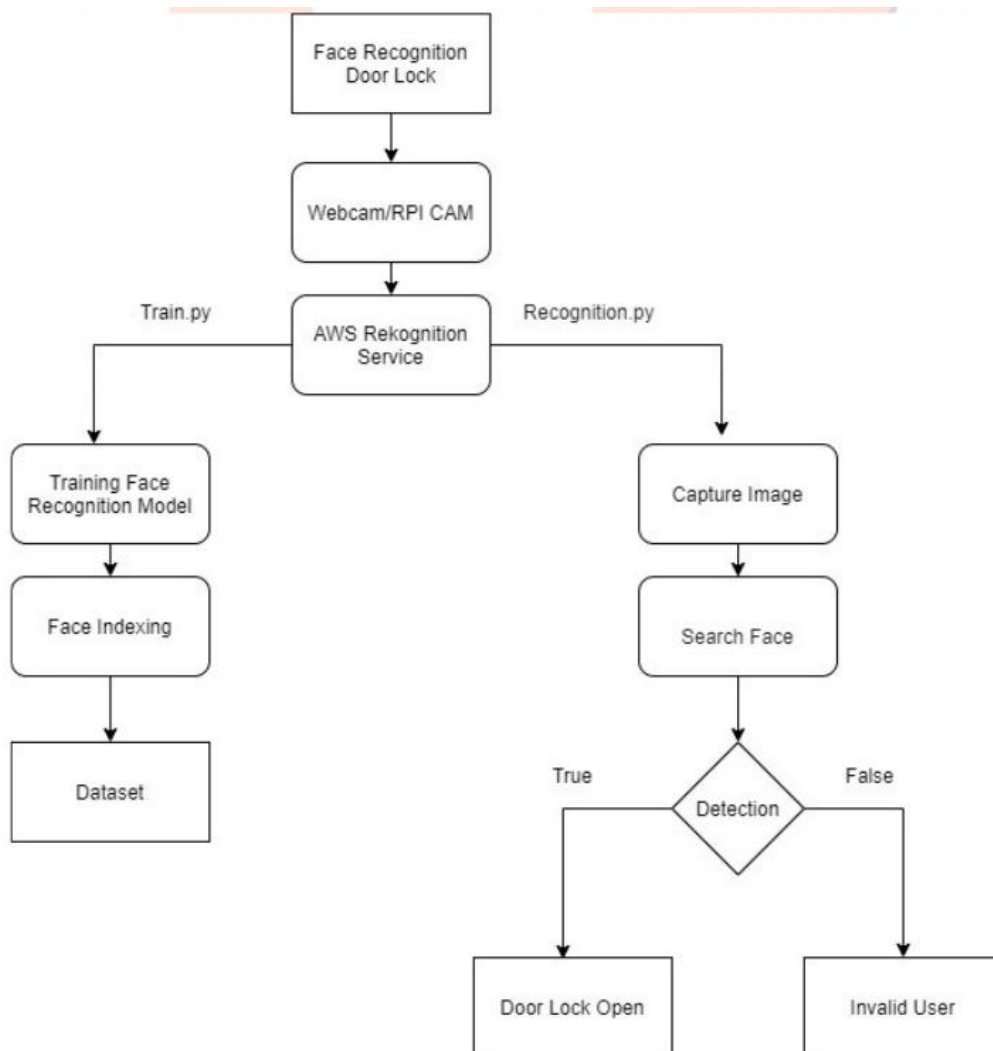 Face Recognition
Door Lock
Webcam/RPI CAM
Train.py
AWS Rekognition
Service
Recognition.py
Training Face
Recognition Model
Capture Image
Face Indexing
Search Face
Dataset
True
Detection
False
Door Lock Open
Invalid User